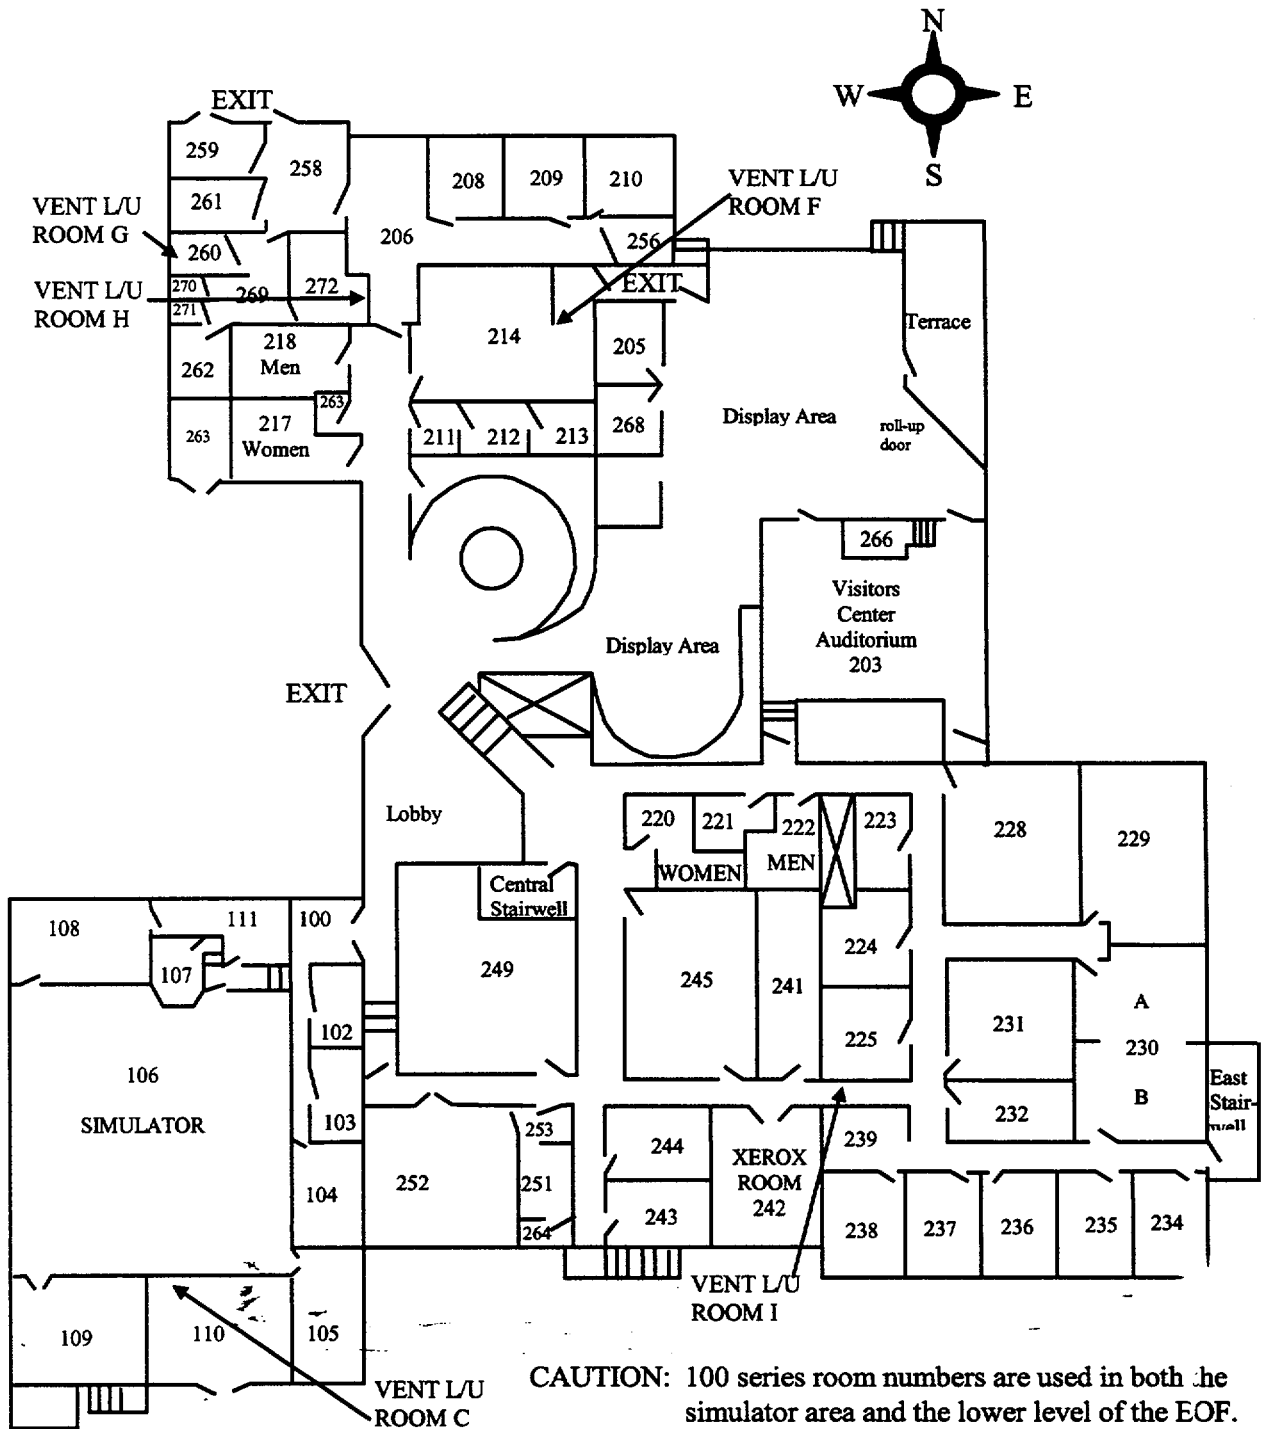 N
W E
S
EXIT
259
258
208 209 210
VENT L/U
ROOM F
261
VENT L/U
ROOM G
206
260
256
270
269
272
EXIT
VENT L/U
ROOM H
271
214
Terrace
218
Men
205
262
263
217
Women
263
211 212 213 268
Display Area
roll-up
door
266
Visitors
Center
Auditorium
203
Display Area
EXIT
Lobby
220 221 222 223
228
229
WOMEN MEN
Central
Stairwell
108
111
100
107
249
245
241
224
102
231
A
230
B
225
106
SIMULATOR
103
232
East
Stair-
well
253
244
XEROX
ROOM
242
239
104
252
251
243
264
238 237 236 235 234
VENT L/U
ROOM I
109
110
105
VENT L/U
ROOM C
CAUTION: 100 series room numbers are used in both the
simulator area and the lower level of the EOF.